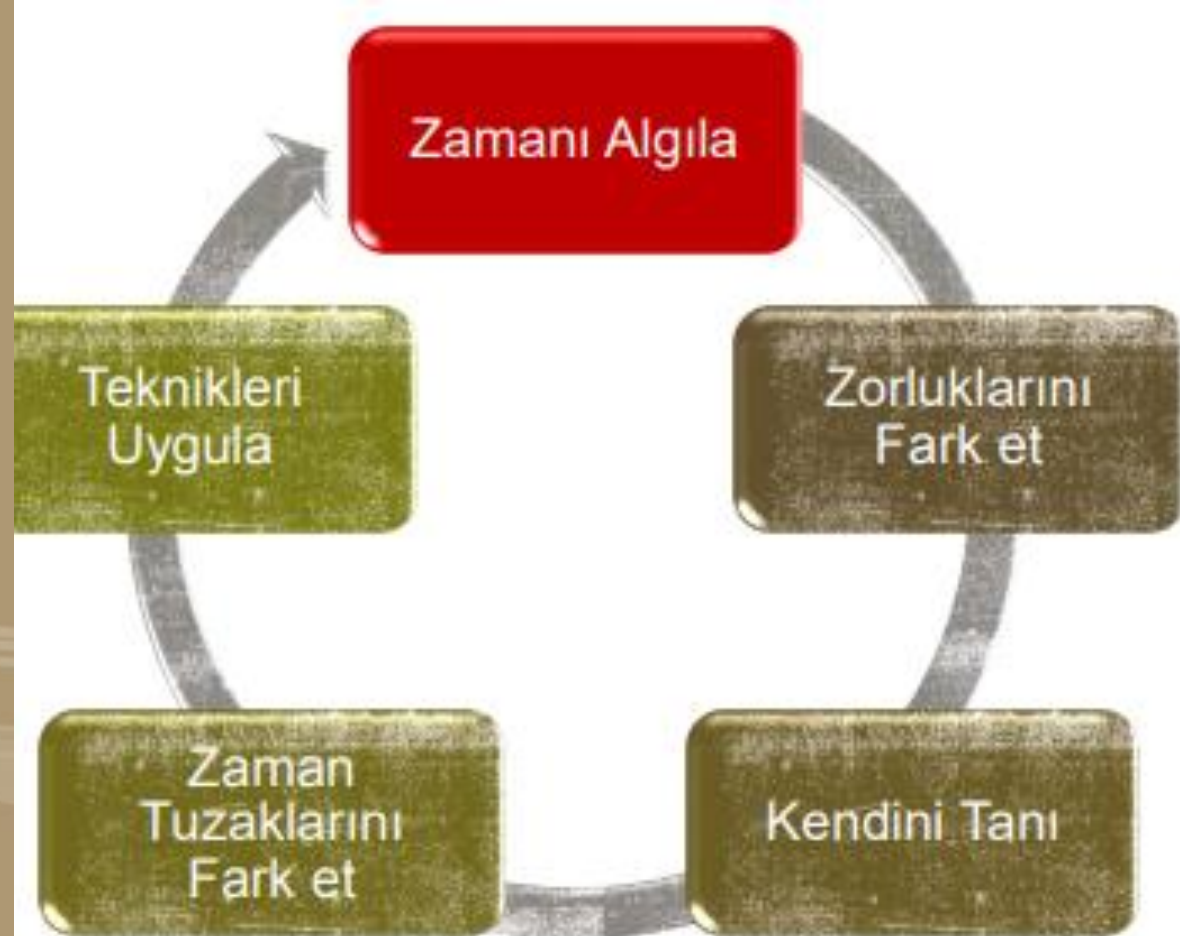 Zamanı Algıla
Zorluklarını
Fark et
Kendini Tanı
Zaman
Tuzaklarını
Fark et
Teknikleri
Uygula